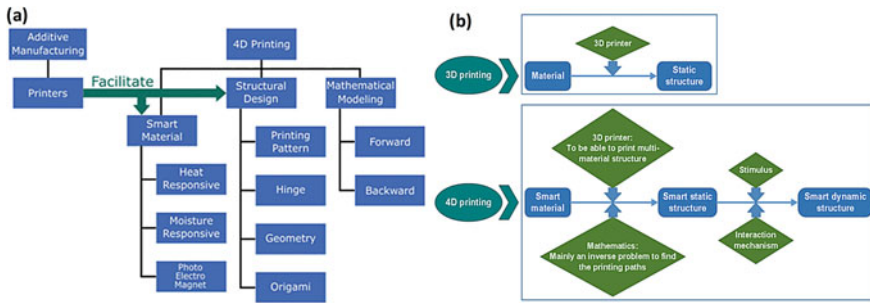 (a)
Additive
Manufacturing
4D Printing
Facilitate
Printers
Structural
Design
Mathematical
Modeling
Smart
Material
Printing
Pattern
Forward
Heat
Responsive
Hinge
Backward
Moisture
Responsive
Geometry
Photo
Electro
Magnet
Origami
(b)
3D printing
3D printer
Material
Static
structure
4D printing
3D printer:
To be able to print multi-
material structure
Stimulus
Smart
material
Smart static
structure
Smart dynamic
structure
Mathematics:
Mainly an inverse problem to find
the printing paths
Interaction
mechanism